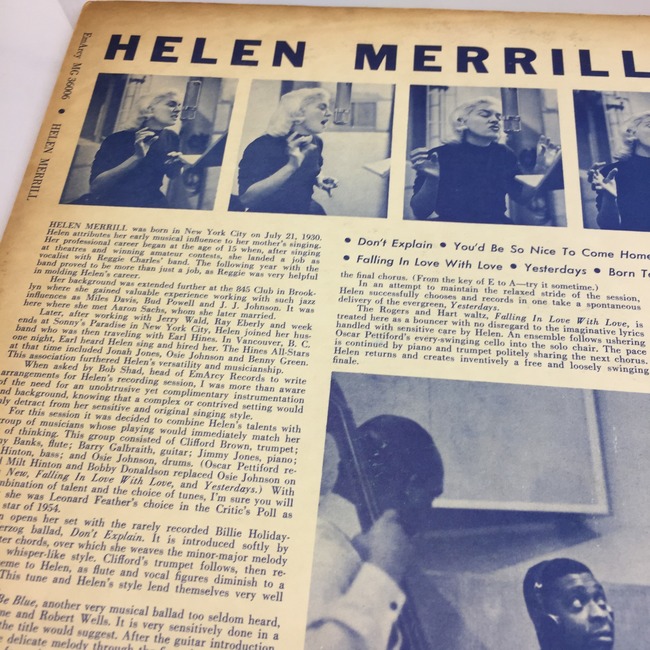 EmArcy MG 36006 • HELEN MERRILL
HELEN MERRILL
HELEN MERRILL was born in New York City on July 21, 1930.
Helen attributes her early musical influence to her mother's singing.
Her professional career began at the age of 15 when, after singing
at theatres and winning amateur contests, she landed a job as
vocalist with Reggie Charles' band. The following year with the
band proved to be more than just a job, as Reggie was very helpful
in molding Helen's career.
Her background was extended further at the 845 Club in Brook-
lyn where she gained valuable experience working with such jazz
influences as Miles Davis, Bud Powell and J. J. Johnson. It was
here where she met Aaron Sachs, whom she later married.
Later, after working with Jerry Wald, Ray Eberly and week
ends at Sonny's Paradise in New York City, Helen joined her hus-
band who was then traveling with Earl Hines. In Vancouver, B. C.
one night, Earl heard Helen sing and hired her. The Hines All-Stars
at that time included Jonah Jones, Osie Johnson and Benny Green.
This association furthered Helen's versatility and musicianship.
When asked by Bob Shad, head of EmArcy Records to write
arrangements for Helen's recording session, I was more than aware
of the need for an unobtrusive yet complimentary instrumentation
and background, knowing that a complex or contrived setting would
ly detract from her sensitive and original singing style.
For this session it was decided to combine Helen's talents with
group of musicians whose playing would immediately match her
of thinking. This group consisted of Clifford Brown, trumpet;
y Banks, flute; Barry Galbraith, guitar; Jimmy Jones, piano;
Hinton, bass; and Osie Johnson, drums. (Oscar Pettiford re-
Milt Hinton and Bobby Donaldson replaced Osie Johnson on
New, Falling In Love With Love, and Yesterdays.) With
mbination of talent and the choice of tunes, I'm sure you will
she was Leonard Feather's choice in the Critic's Poll as
star of 1954.
n opens her set with the rarely recorded Billie Holiday-
erzog ballad, Don't Explain. It is introduced softly by
ter chords, over which she weaves the minor-major melody
whisper-like style. Clifford's trumpet follows, then re-
eme to Helen, as flute and vocal figures diminish to a
This tune and Helen's style lend themselves very well
Be Blue, another very musical ballad too seldom heard,
me and Robert Wells. It is very sensitively done in a
the title would suggest. After the guitar introduction
delicate melody through the
• Don't Explain • You'd Be So Nice To Come Home
• Falling In Love With Love • Yesterdays • Born To
the final chorus. (From the key of E to A—try it sometime.)
In an attempt to maintain the relaxed stride of the session,
Helen successfully chooses and records in one take a spontaneous
delivery of the evergreen, Yesterdays.
The Rogers and Hart waltz, Falling In Love With Love, is
treated here as a bouncer with no disregard to the imaginative lyrics
handled with sensitive care by Helen. An ensemble follows ushering
Oscar Pettiford's every-swinging cello into the solo chair. The pace
is continued by piano and trumpet politely sharing the next chorus.
Helen returns and creates inventively a free and loosely swinging
finale.